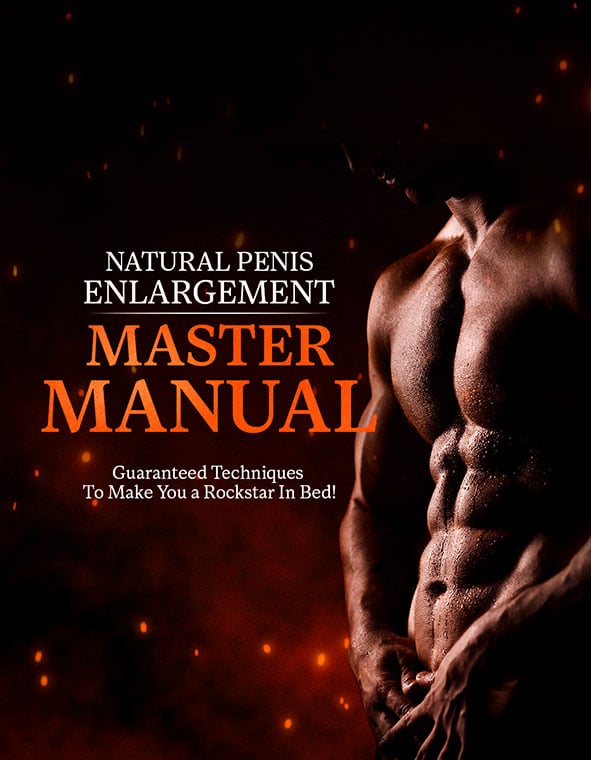 NATURAL PENIS
ENLARGEMENT
MASTER
MANUAL
Guaranteed Techniques
To Make You a Rockstar In Bed!